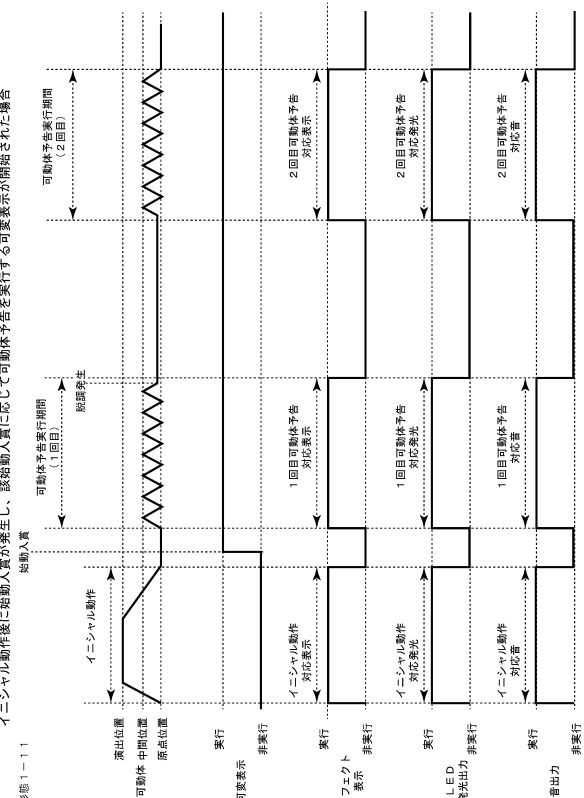 イニシャル動作後に始動入賞が発生し、該始動入賞に応じて可動体予告を実行する可変表示が開始された場合
形態１－１１
始動入賞
イニシャル動作
可動体予告実行期間
（１回目）
脱調発生
可動体予告実行期間
（２回目）
可動体
演出位置
中間位置
原点位置
可変表示
実行
非実行
フェクト
表示
実行
非実行
イニシャル動作
対応表示
１回目可動体予告
対応表示
２回目可動体予告
対応表示
ＬＥＤ
発光出力
実行
非実行
イニシャル動作
対応発光
１回目可動体予告
対応発光
２回目可動体予告
対応発光
音出力
実行
非実行
イニシャル動作
対応音
１回目可動体予告
対応音
２回目可動体予告
対応音